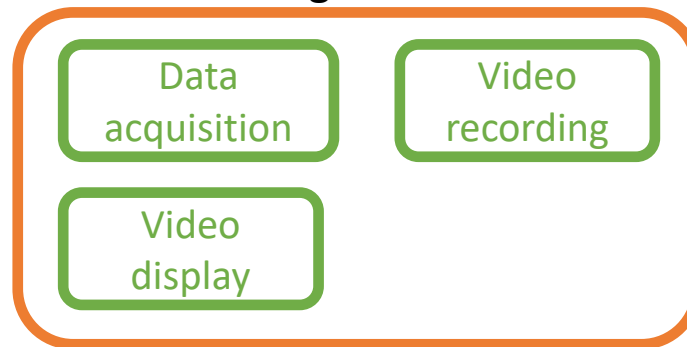 Data
acquisition
Video
recording
Video
display